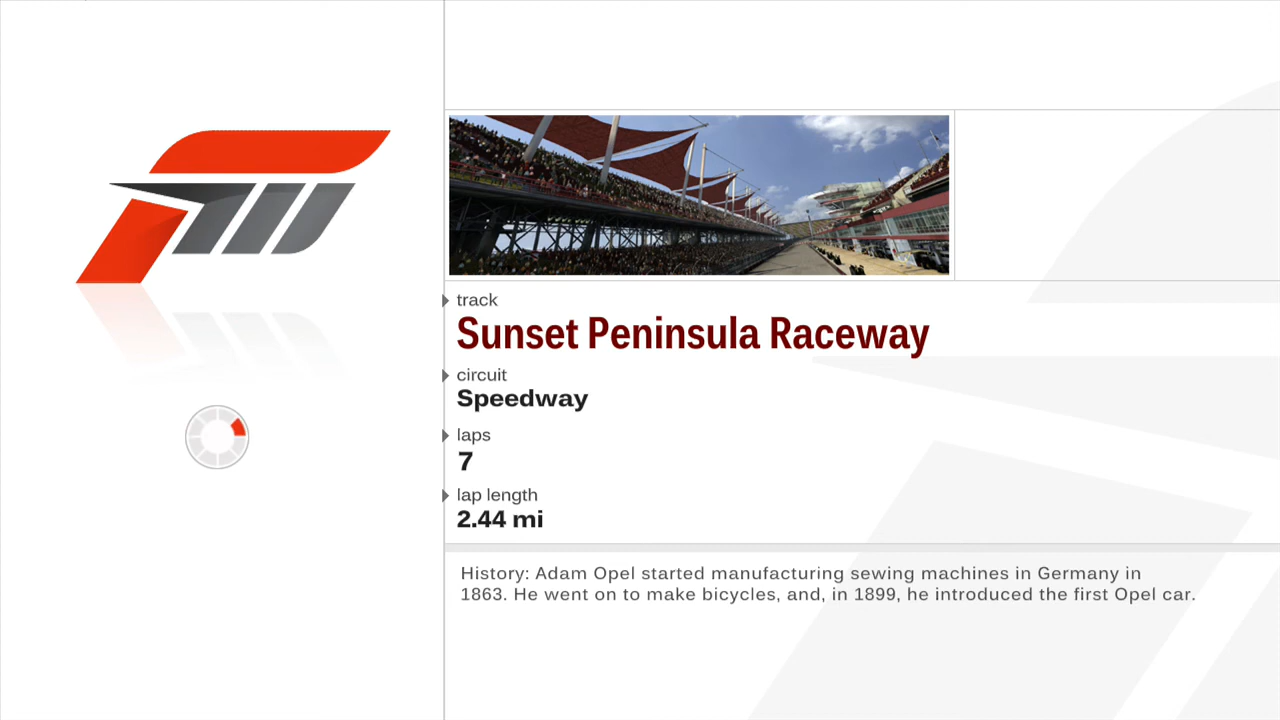 track
Sunset Peninsula Raceway
circuit
Speedway
laps
7
lap length
2.44 mi
History: Adam Opel started manufacturing sewing machines in Germany in
1863. He went on to make bicycles, and, in 1899, he introduced the first Opel car.